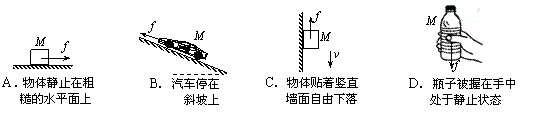 M
f
A.物体静止在粗
糙的水平面上
f
M
B. 汽车停在
斜坡上
f
M
v
C. 物体贴着竖直
墙面自由下落
M
f
D. 瓶子被握在手中
处于静止状态